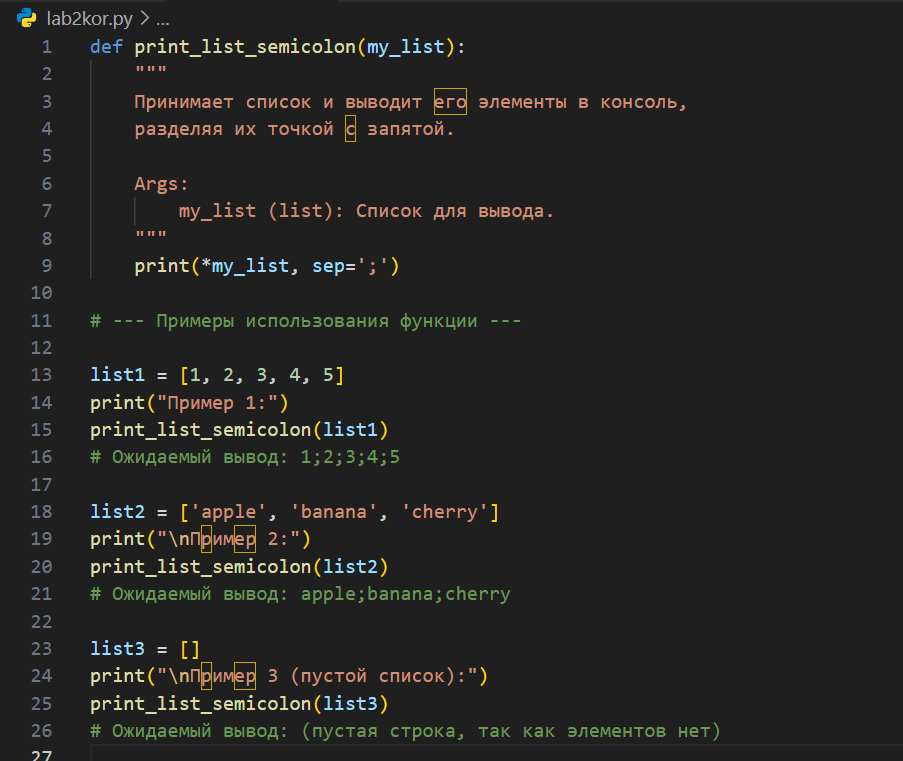 lab2kor.py > ...
1 def print_list_semicolon(my_list):
2     """
3     Принимает список и выводит его элементы в консоль,
4     разделяя их точкой с запятой.
5
6     Args:
7         my_list (list): Список для вывода.
8     """
9     print(*my_list, sep=';')
10
11 # --- Примеры использования функции ---
12
13 list1 = [1, 2, 3, 4, 5]
14 print("Пример 1:")
15 print_list_semicolon(list1)
16 # Ожидаемый вывод: 1;2;3;4;5
17
18 list2 = ['apple', 'banana', 'cherry']
19 print("\nПример 2:")
20 print_list_semicolon(list2)
21 # Ожидаемый вывод: apple;banana;cherry
22
23 list3 = []
24 print("\nПример 3 (пустой список):")
25 print_list_semicolon(list3)
26 # Ожидаемый вывод: (пустая строка, так как элементов нет)
27